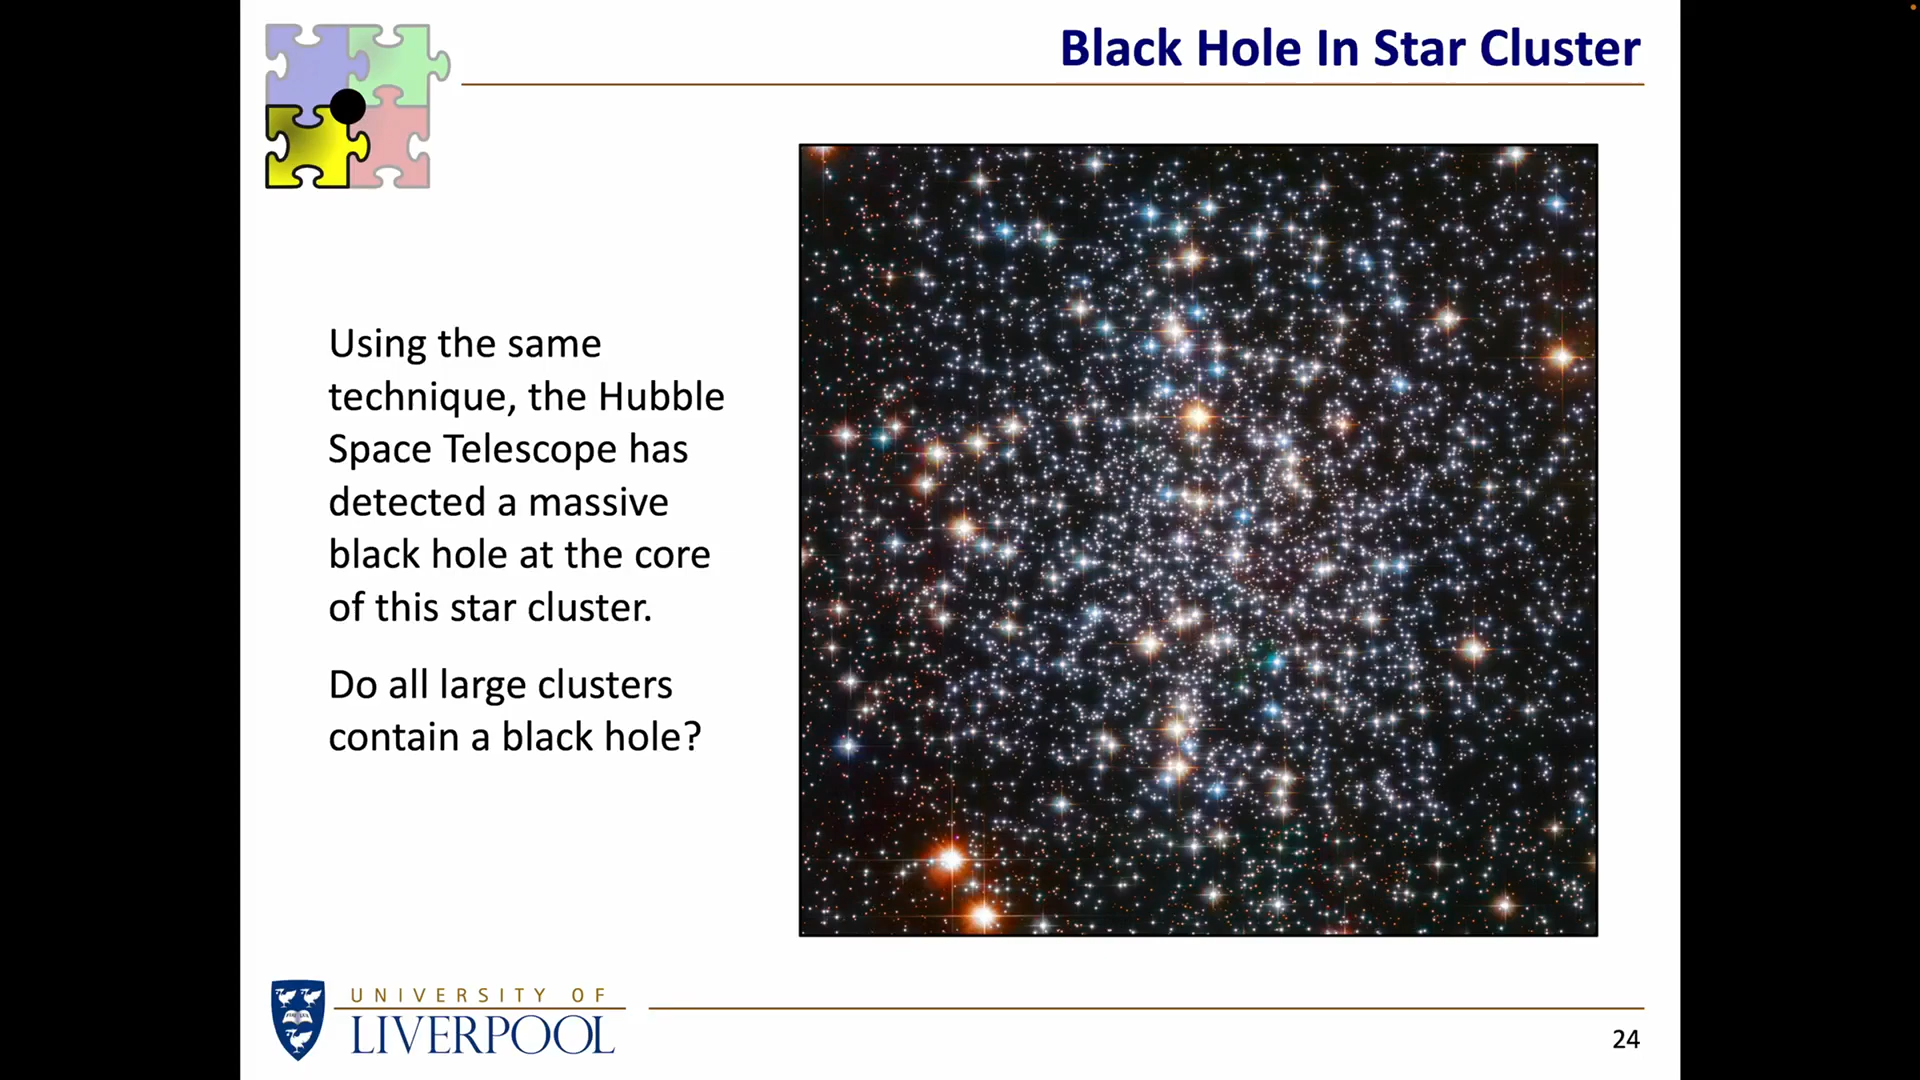 Black Hole In Star Cluster
Using the same
technique, the Hubble
Space Telescope has
detected a massive
black hole at the core
of this star cluster.
Do all large clusters
contain a black hole?
UNIVERSITY OF
LIVERPOOL
24